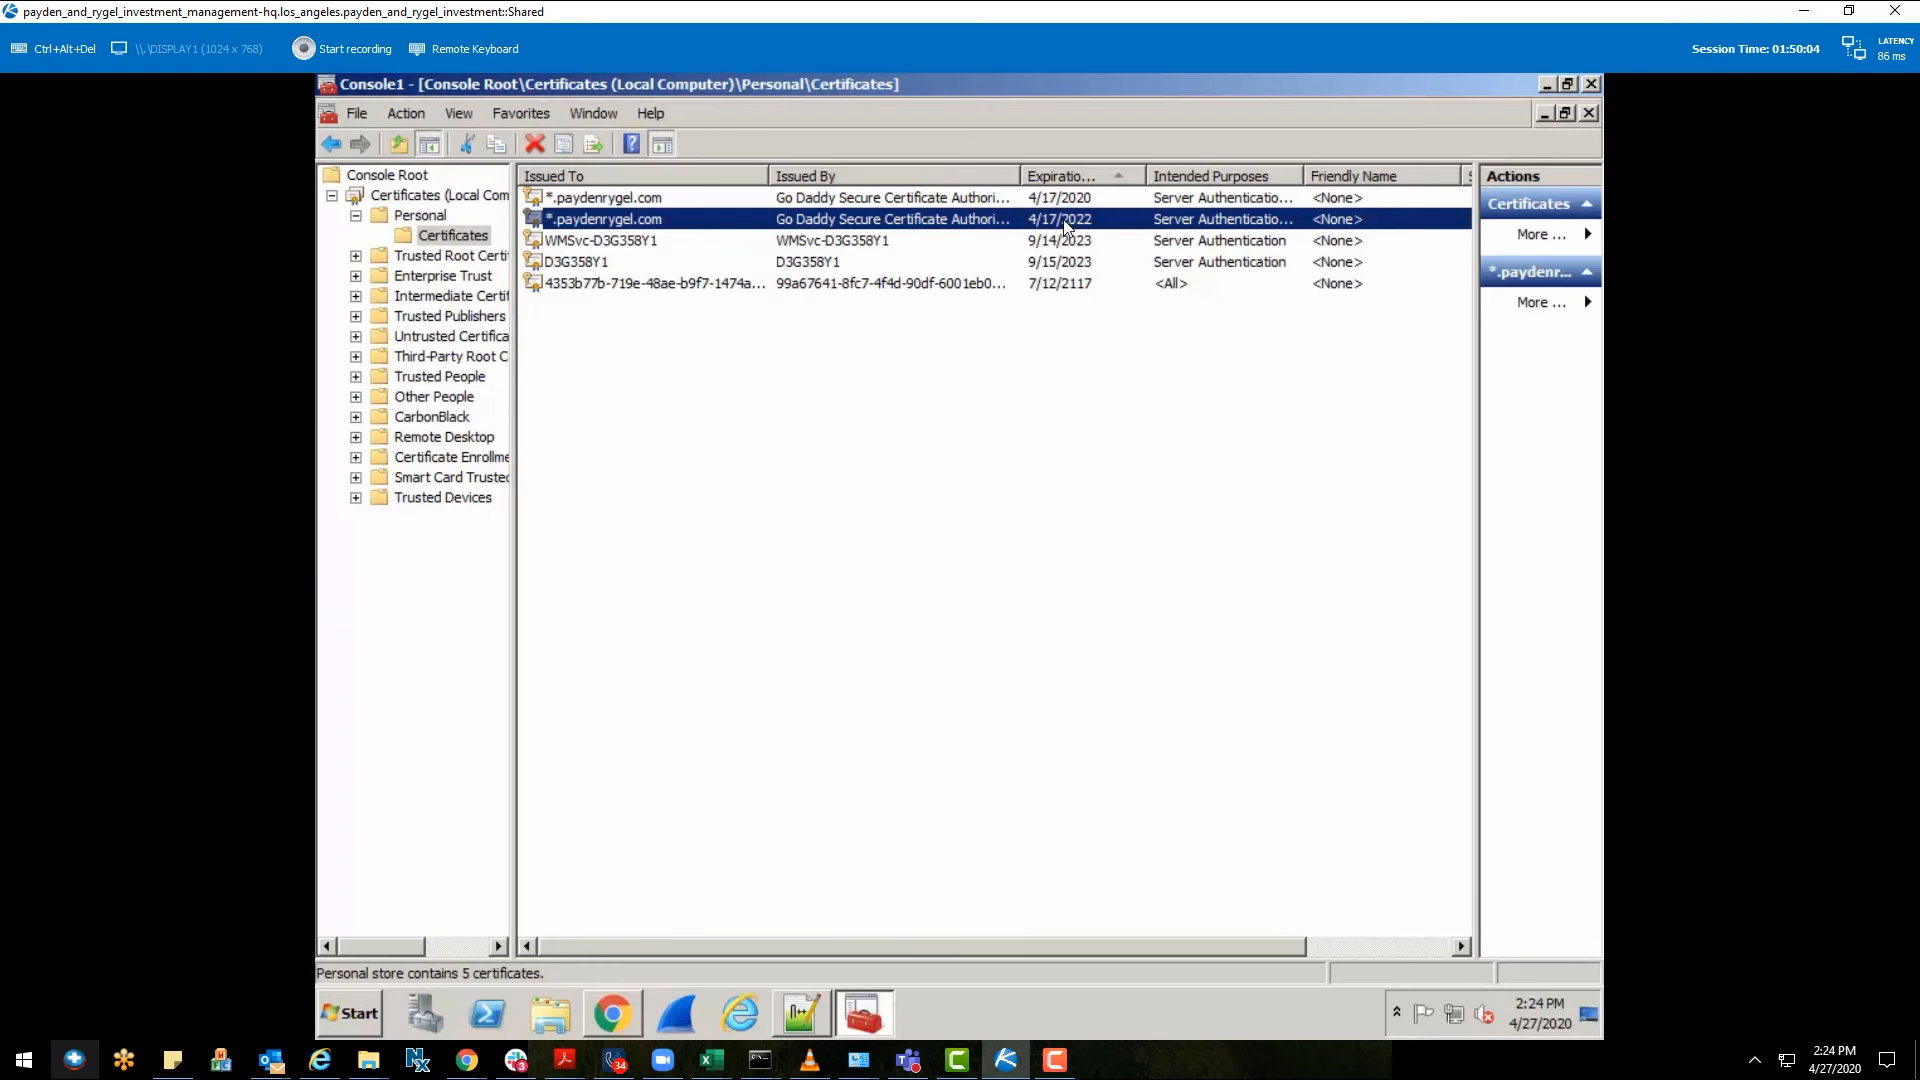 payden_and_rygel_investment_management-hq.los_angeles.payden_and_rygel_investment::Shared
Ctrl+Alt+Del \\.\DISPLAY1 (1024 x 768) Start recording Remote Keyboard Session Time: 01:50:04 LATENCY
86 ms
Console1 - [Console Root\Certificates (Local Computer)\Personal\Certificates]
File Action View Favorites Window Help
Console Root
Certificates (Local Com
Personal
Certificates
Trusted Root Certi
Enterprise Trust
Intermediate Certif
Trusted Publishers
Untrusted Certifica
Third-Party Root C
Trusted People
Other People
CarbonBlack
Remote Desktop
Certificate Enrollme
Smart Card Trusted
Trusted Devices
Issued To Issued By Expiratio... Intended Purposes Friendly Name
*.paydenrygel.com Go Daddy Secure Certificate Authori... 4/17/2020 Server Authenticatio... <None>
*.paydenrygel.com Go Daddy Secure Certificate Authori... 4/17/2022 Server Authenticatio... <None>
WMSvc-D3G358Y1 WMSvc-D3G358Y1 9/14/2023 Server Authentication <None>
D3G358Y1 D3G358Y1 9/15/2023 Server Authentication <None>
4353b77b-719e-48ae-b9f7-1474a... 99a67641-8fc7-4f4d-90df-6001eb0... 7/12/2117 <All> <None>
Actions
Certificates
More ...
*.paydenr...
More ...
Personal store contains 5 certificates.
Start
2:24 PM
4/27/2020
2:24 PM
4/27/2020